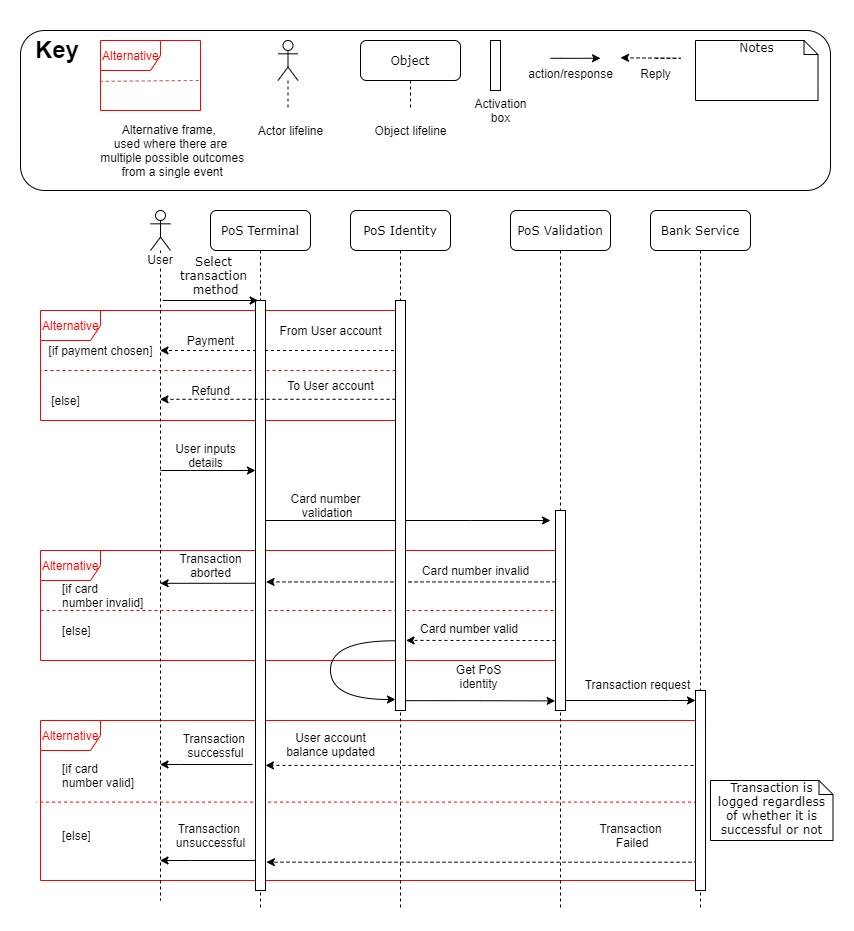 Key
Alternative
Object
Notes
action/response
Reply
Activation
box
Alternative frame,
used where there are
multiple possible outcomes
from a single event
Actor lifeline
Object lifeline
User
PoS Terminal
PoS Identity
PoS Validation
Bank Service
Select
transaction
method
Alternative
[if payment chosen]
Payment
From User account
[else]
Refund
To User account
User inputs
details
Card number
validation
Alternative
[if card
number invalid]
Transaction
aborted
Card number invalid
[else]
Card number valid
Get PoS
identity
Transaction request
Alternative
[if card
number valid]
Transaction
successful
User account
balance updated
Transaction is
logged regardless
of whether it is
successful or not
[else]
Transaction
unsuccessful
Transaction
Failed